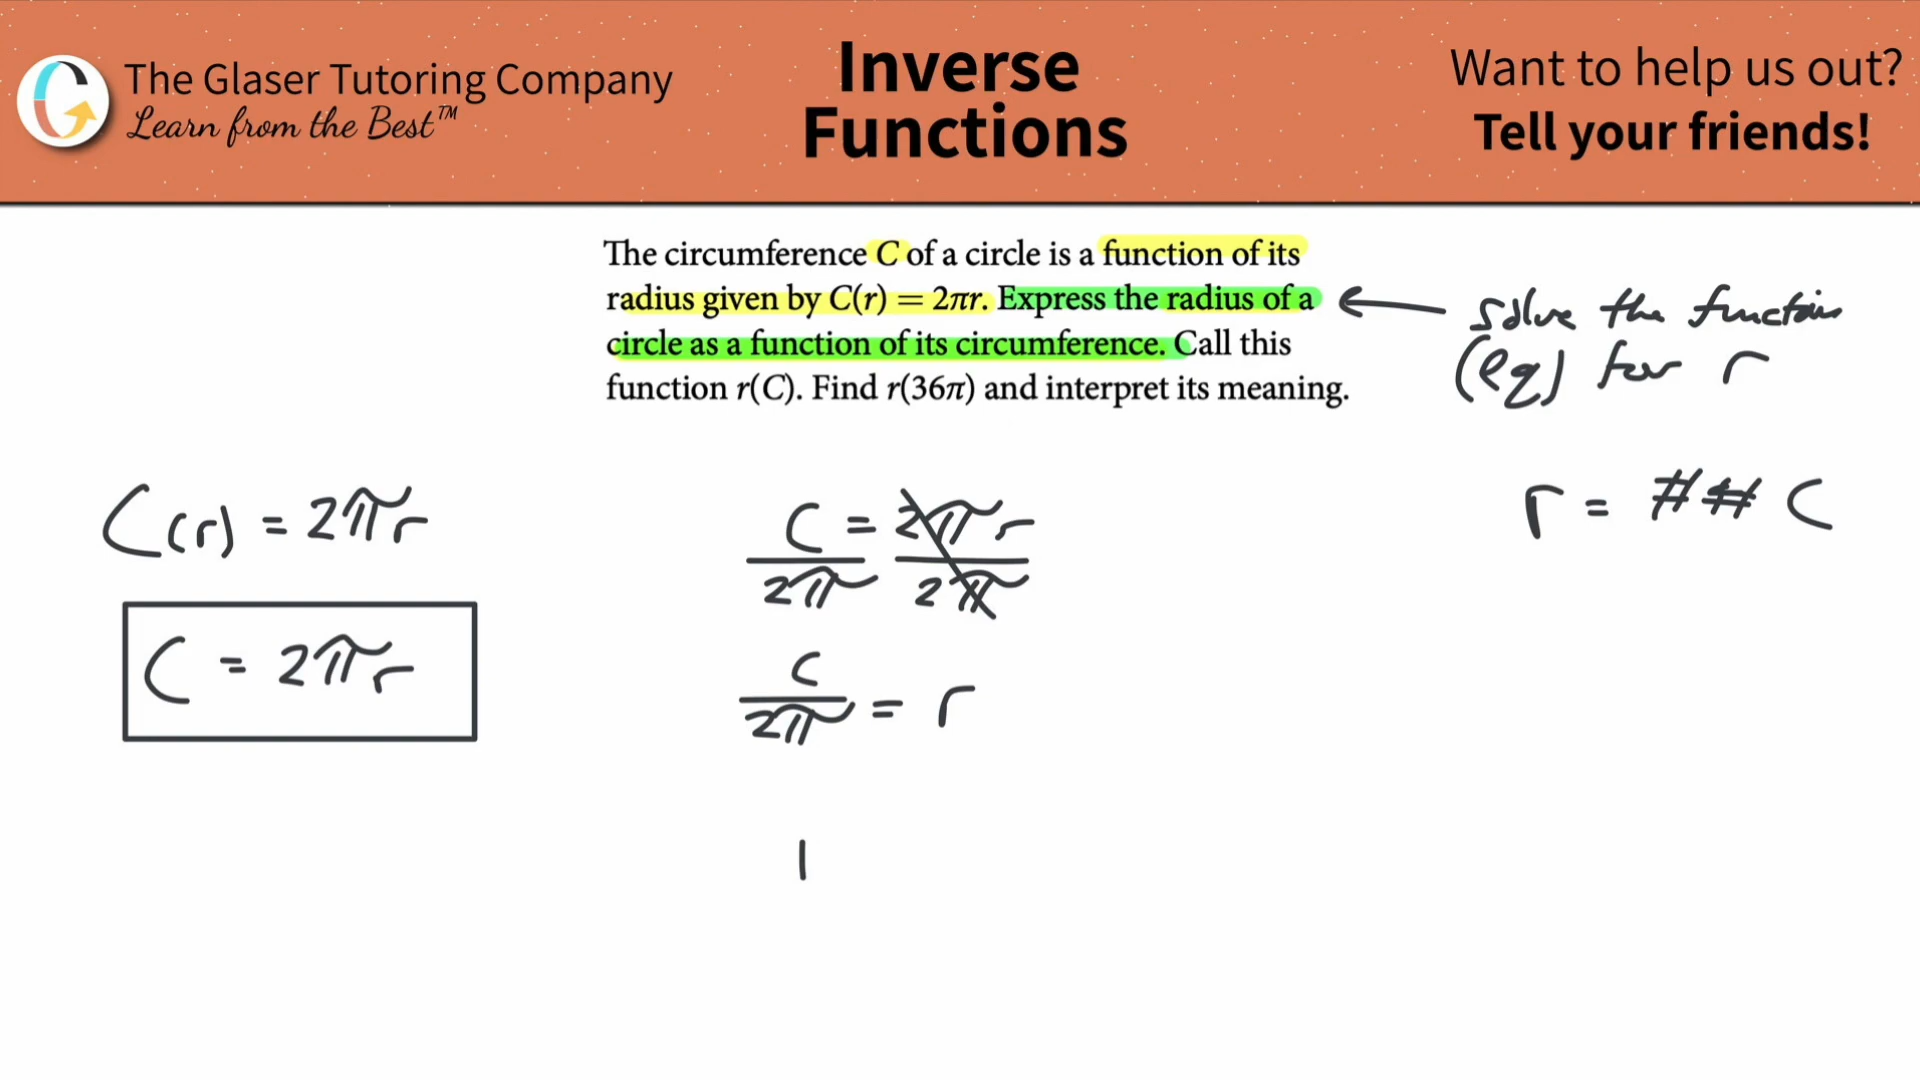 The Glaser Tutoring Company
Learn from the Best™
Inverse
Functions
Want to help us out?
Tell your friends!
The circumference C of a circle is a function of its
radius given by C(r) = 2πr. Express the radius of a
circle as a function of its circumference. Call this
function r(C). Find r(36π) and interpret its meaning.
solve the function
(eq) for r
r = ## C
C(r) = 2πr
C = 2πr
C = 2πr
2π 2π
C
2π = r
|